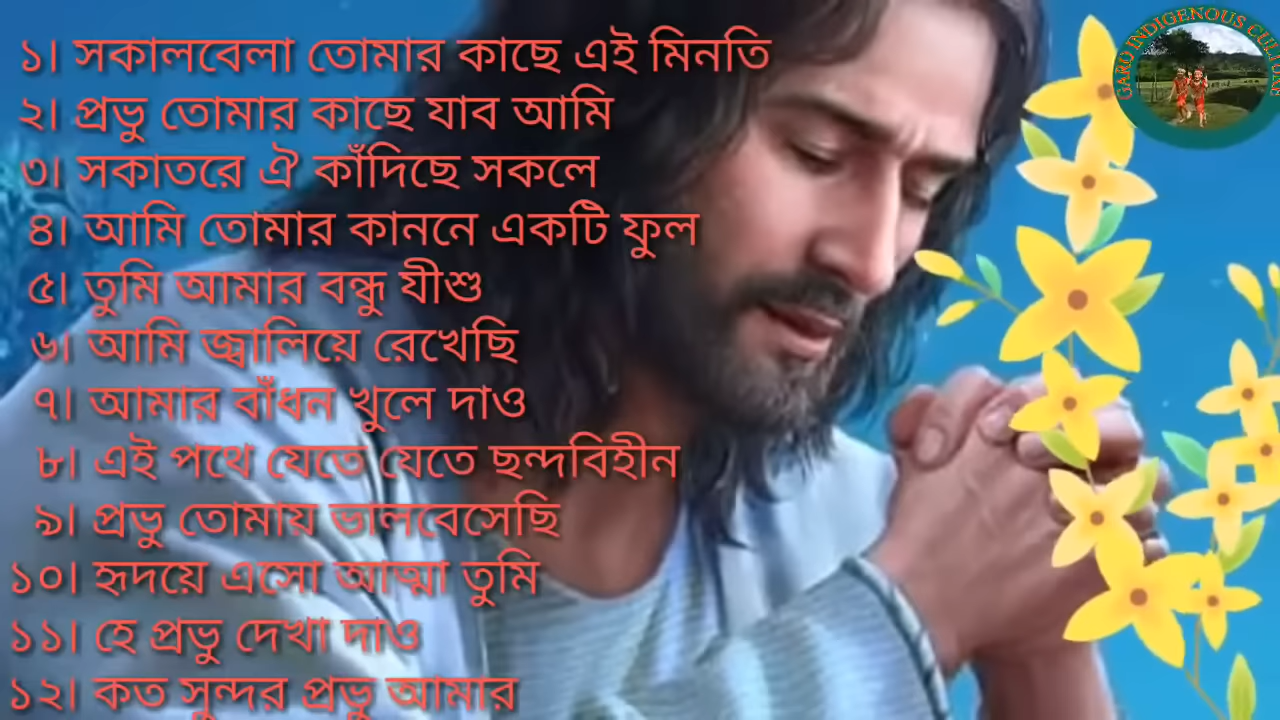 ১। সকালবেলা তোমার কাছে এই মিনতি
২। প্রভু তোমার কাছে যাব আমি
৩। সকাতরে ঐ কাঁদিছে সকলে
৪। আমি তোমার কাননে একটি ফুল
৫। তুমি আমার বন্ধু যীশু
৬। আমি জ্বালিয়ে রেখেছি
৭। আমার বাঁধন খুলে দাও
৮। এই পথে যেতে যেতে ছন্দবিহীন
৯। প্রভু তোমায় ভালবেসেছি
১০। হৃদয়ে এসো আত্মা তুমি
১১। হে প্রভু দেখা দাও
১২। কত সুন্দর প্রভু আমার
GARO INDIGENOUS CULTURE